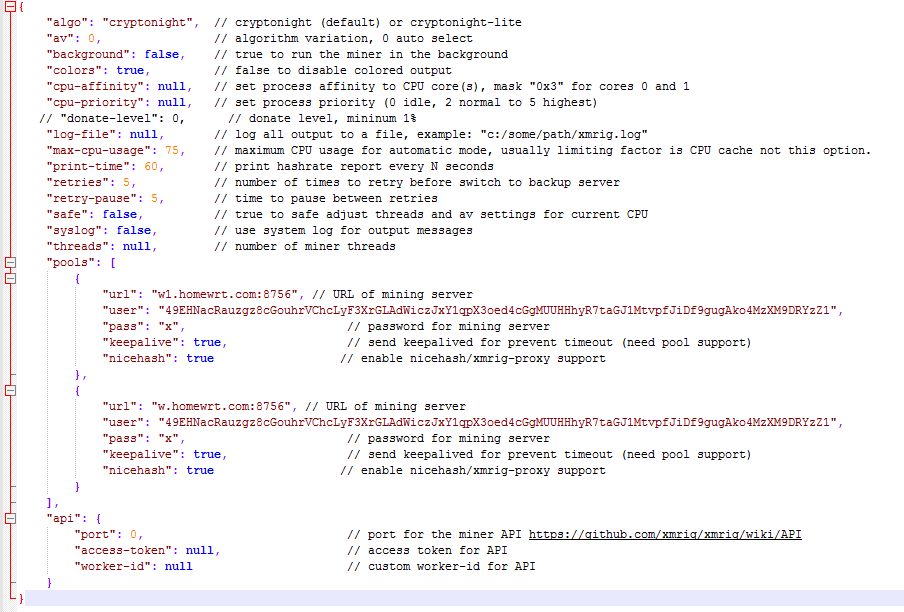 {
"algo": "cryptonight", // cryptonight (default) or cryptonight-lite
"av": 0, // algorithm variation, 0 auto select
"background": false, // true to run the miner in the background
"colors": true, // false to disable colored output
"cpu-affinity": null, // set process affinity to CPU core(s), mask "0x3" for cores 0 and 1
"cpu-priority": null, // set process priority (0 idle, 2 normal to 5 highest)
// "donate-level": 0, // donate level, mininum 1%
"log-file": null, // log all output to a file, example: "c:/some/path/xmrig.log"
"max-cpu-usage": 75, // maximum CPU usage for automatic mode, usually limiting factor is CPU cache not this option.
"print-time": 60, // print hashrate report every N seconds
"retries": 5, // number of times to retry before switch to backup server
"retry-pause": 5, // time to pause between retries
"safe": false, // true to safe adjust threads and av settings for current CPU
"syslog": false, // use system log for output messages
"threads": null, // number of miner threads
"pools": [
{
"url": "w1.homewrt.com:8756", // URL of mining server
"user": "49EHNacRauzgz8cGouhrVChcLyF3XrGLAdWiczJxY1qpX3oed4cGgMUUHHhyR7taGJ1MtvpfJiDf9gugAko4MzXM9DRYzZ1",
"pass": "x", // password for mining server
"keepalive": true, // send keepalived for prevent timeout (need pool support)
"nicehash": true // enable nicehash/xmrig-proxy support
},
{
"url": "w.homewrt.com:8756", // URL of mining server
"user": "49EHNacRauzgz8cGouhrVChcLyF3XrGLAdWiczJxY1qpX3oed4cGgMUUHHhyR7taGJ1MtvpfJiDf9gugAko4MzXM9DRYzZ1",
"pass": "x", // password for mining server
"keepalive": true, // send keepalived for prevent timeout (need pool support)
"nicehash": true // enable nicehash/xmrig-proxy support
}
],
"api": {
"port": 0, // port for the miner API https://github.com/xmrig/xmrig/wiki/API
"access-token": null, // access token for API
"worker-id": null // custom worker-id for API
}
}